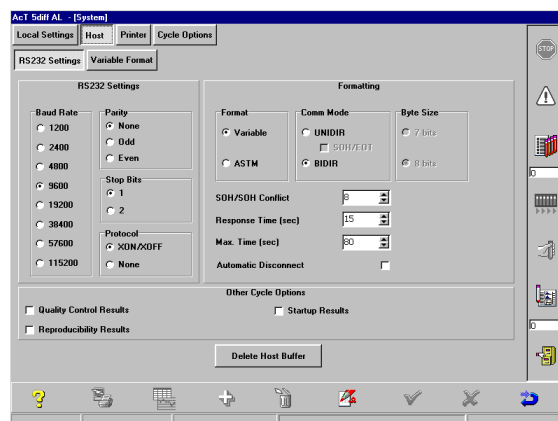 AcT 5diff AL - [System]
Local Settings Host Printer Cycle Options
STOP
RS232 Settings Variable Format
RS232 Settings
Baud Rate
1200
2400
4800
9600
19200
38400
57600
115200
Parity
None
Odd
Even
Stop Bits
1
2
Protocol
XON/XOFF
None
Formatting
Format
Variable
ASTM
Comm Mode
UNIDIR
SOH/EOT
BIDIR
Byte Size
7 bits
8 bits
SOH/SOH Conflict 8
Response Time (sec) 15
Max. Time (sec) 80
Automatic Disconnect
0
0
Other Cycle Options
Quality Control Results Startup Results
Reproducibility Results
Delete Host Buffer